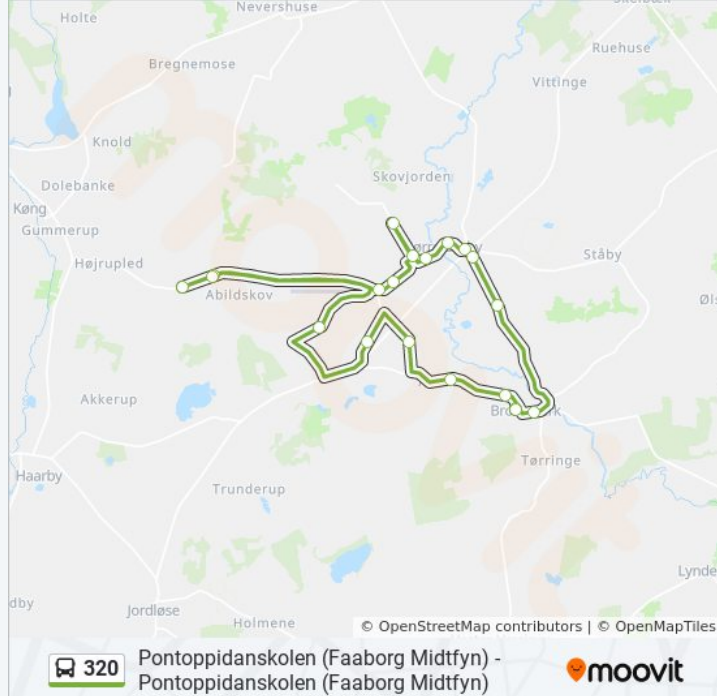 Holte
Nevershuse
Ruehuse
Bregnemose
Vittinge
Knold
Skovjorden
Dolebanke
Køng
Gummerup
Ståby
Højrupled
Abildskov
Akkerup
Tørringe
Haarby
Trunderup
Jordløse
Holmene
© OpenStreetMap contributors | © OpenMapTiles
320
Pontoppidanskolen (Faaborg Midtfyn) -
Pontoppidanskolen (Faaborg Midtfyn)
moovit